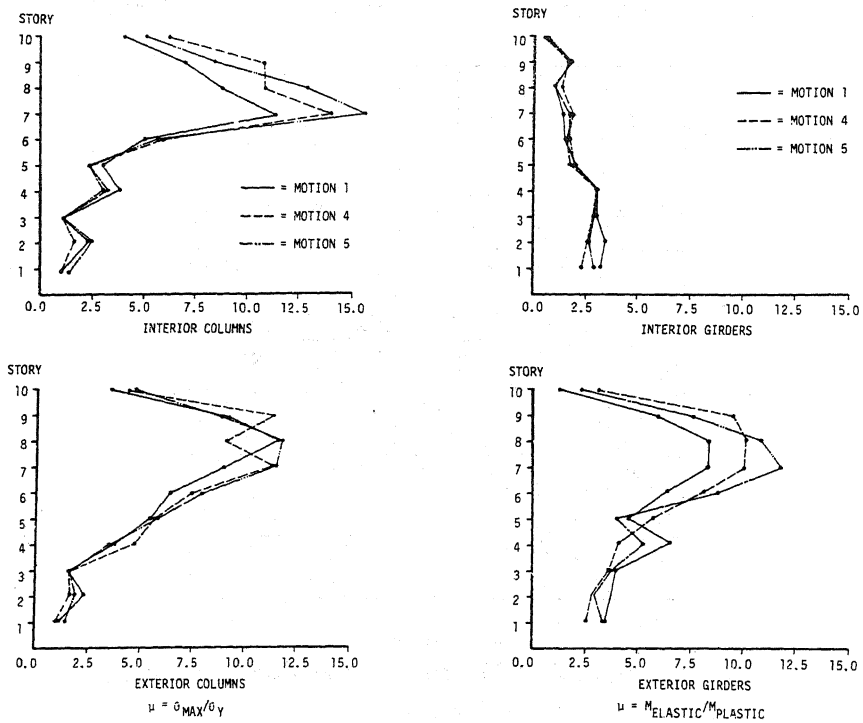 STORY
10
9
8
7
6
5
4
3
2
1
0.0 2.5 5.0 7.5 10.0 12.5 15.0
INTERIOR COLUMNS
= MOTION 1
= MOTION 4
= MOTION 5
STORY
10
9
8
7
6
5
4
3
2
1
0.0 2.5 5.0 7.5 10.0 12.5 15.0
INTERIOR GIRDERS
= MOTION 1
= MOTION 4
= MOTION 5
STORY
10
9
8
7
6
5
4
3
2
1
0.0 2.5 5.0 7.5 10.0 12.5 15.0
EXTERIOR COLUMNS
μ = σMAX/σY
STORY
10
9
8
7
6
5
4
3
2
1
0.0 2.5 5.0 7.5 10.0 12.5 15.0
EXTERIOR GIRDERS
μ = MELASTIC/MPLASTIC